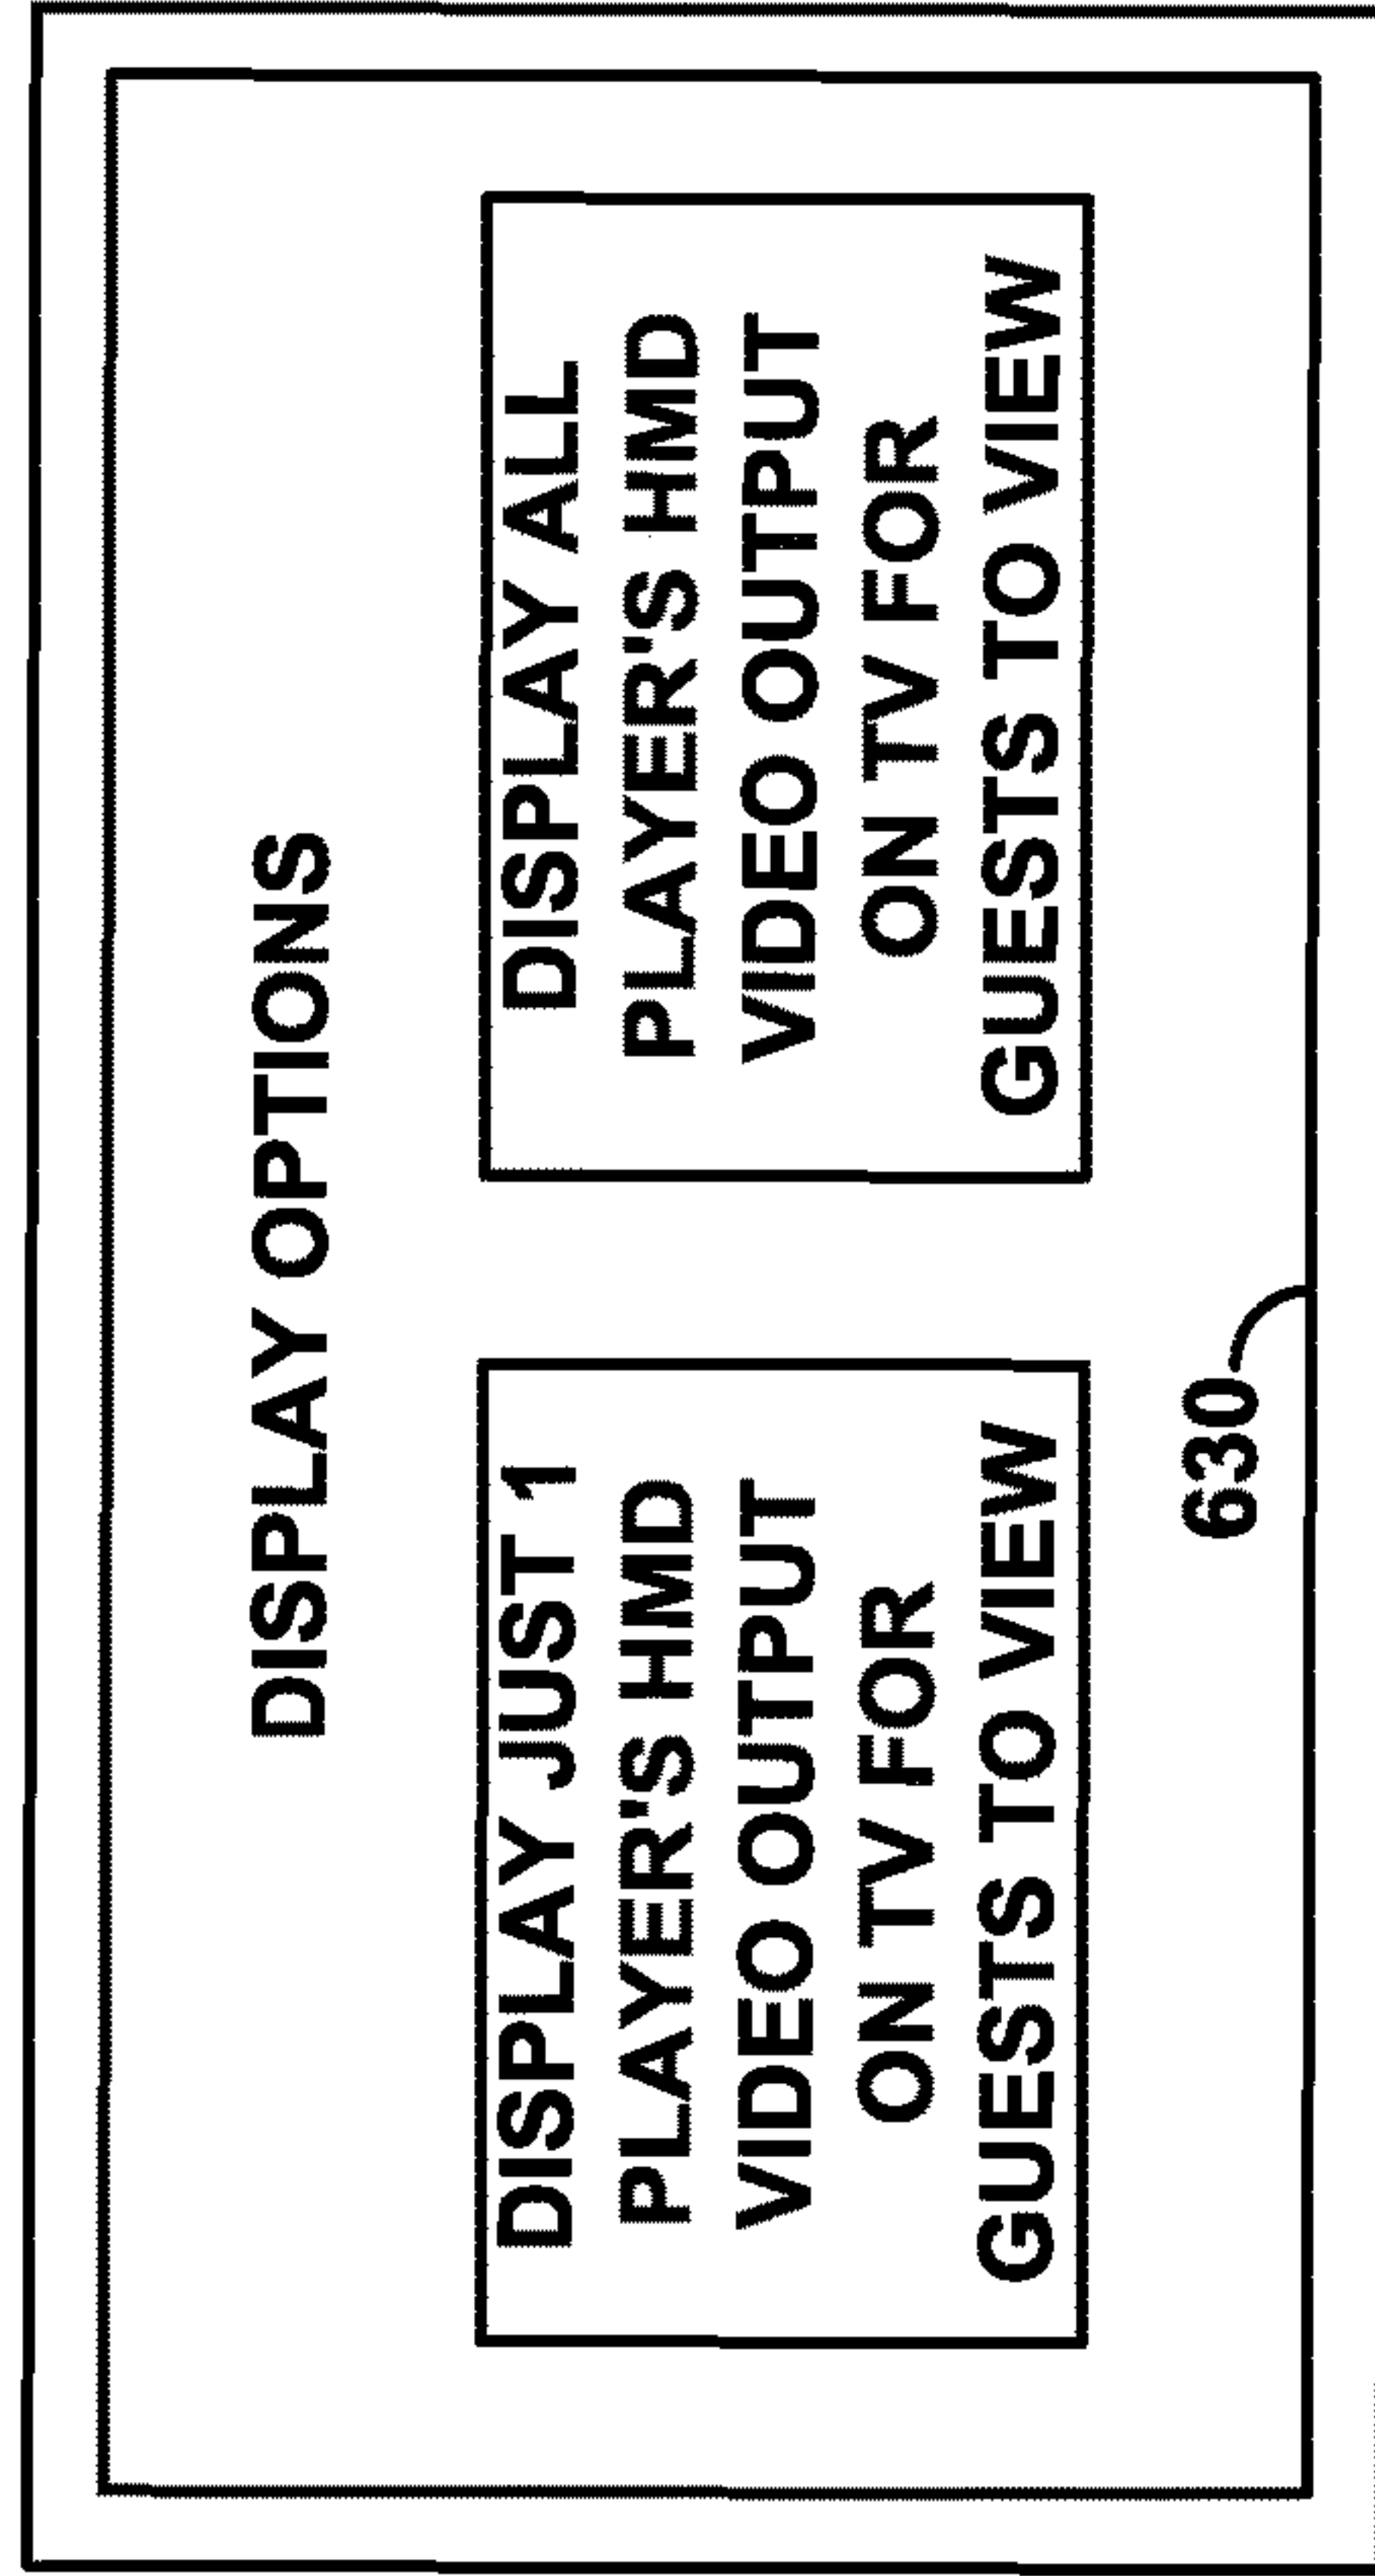 DISPLAY OPTIONS
DISPLAY JUST 1
PLAYER'S HMD
VIDEO OUTPUT
ON TV FOR
GUESTS TO VIEW
DISPLAY ALL
PLAYER'S HMD
VIDEO OUTPUT
ON TV FOR
GUESTS TO VIEW
630